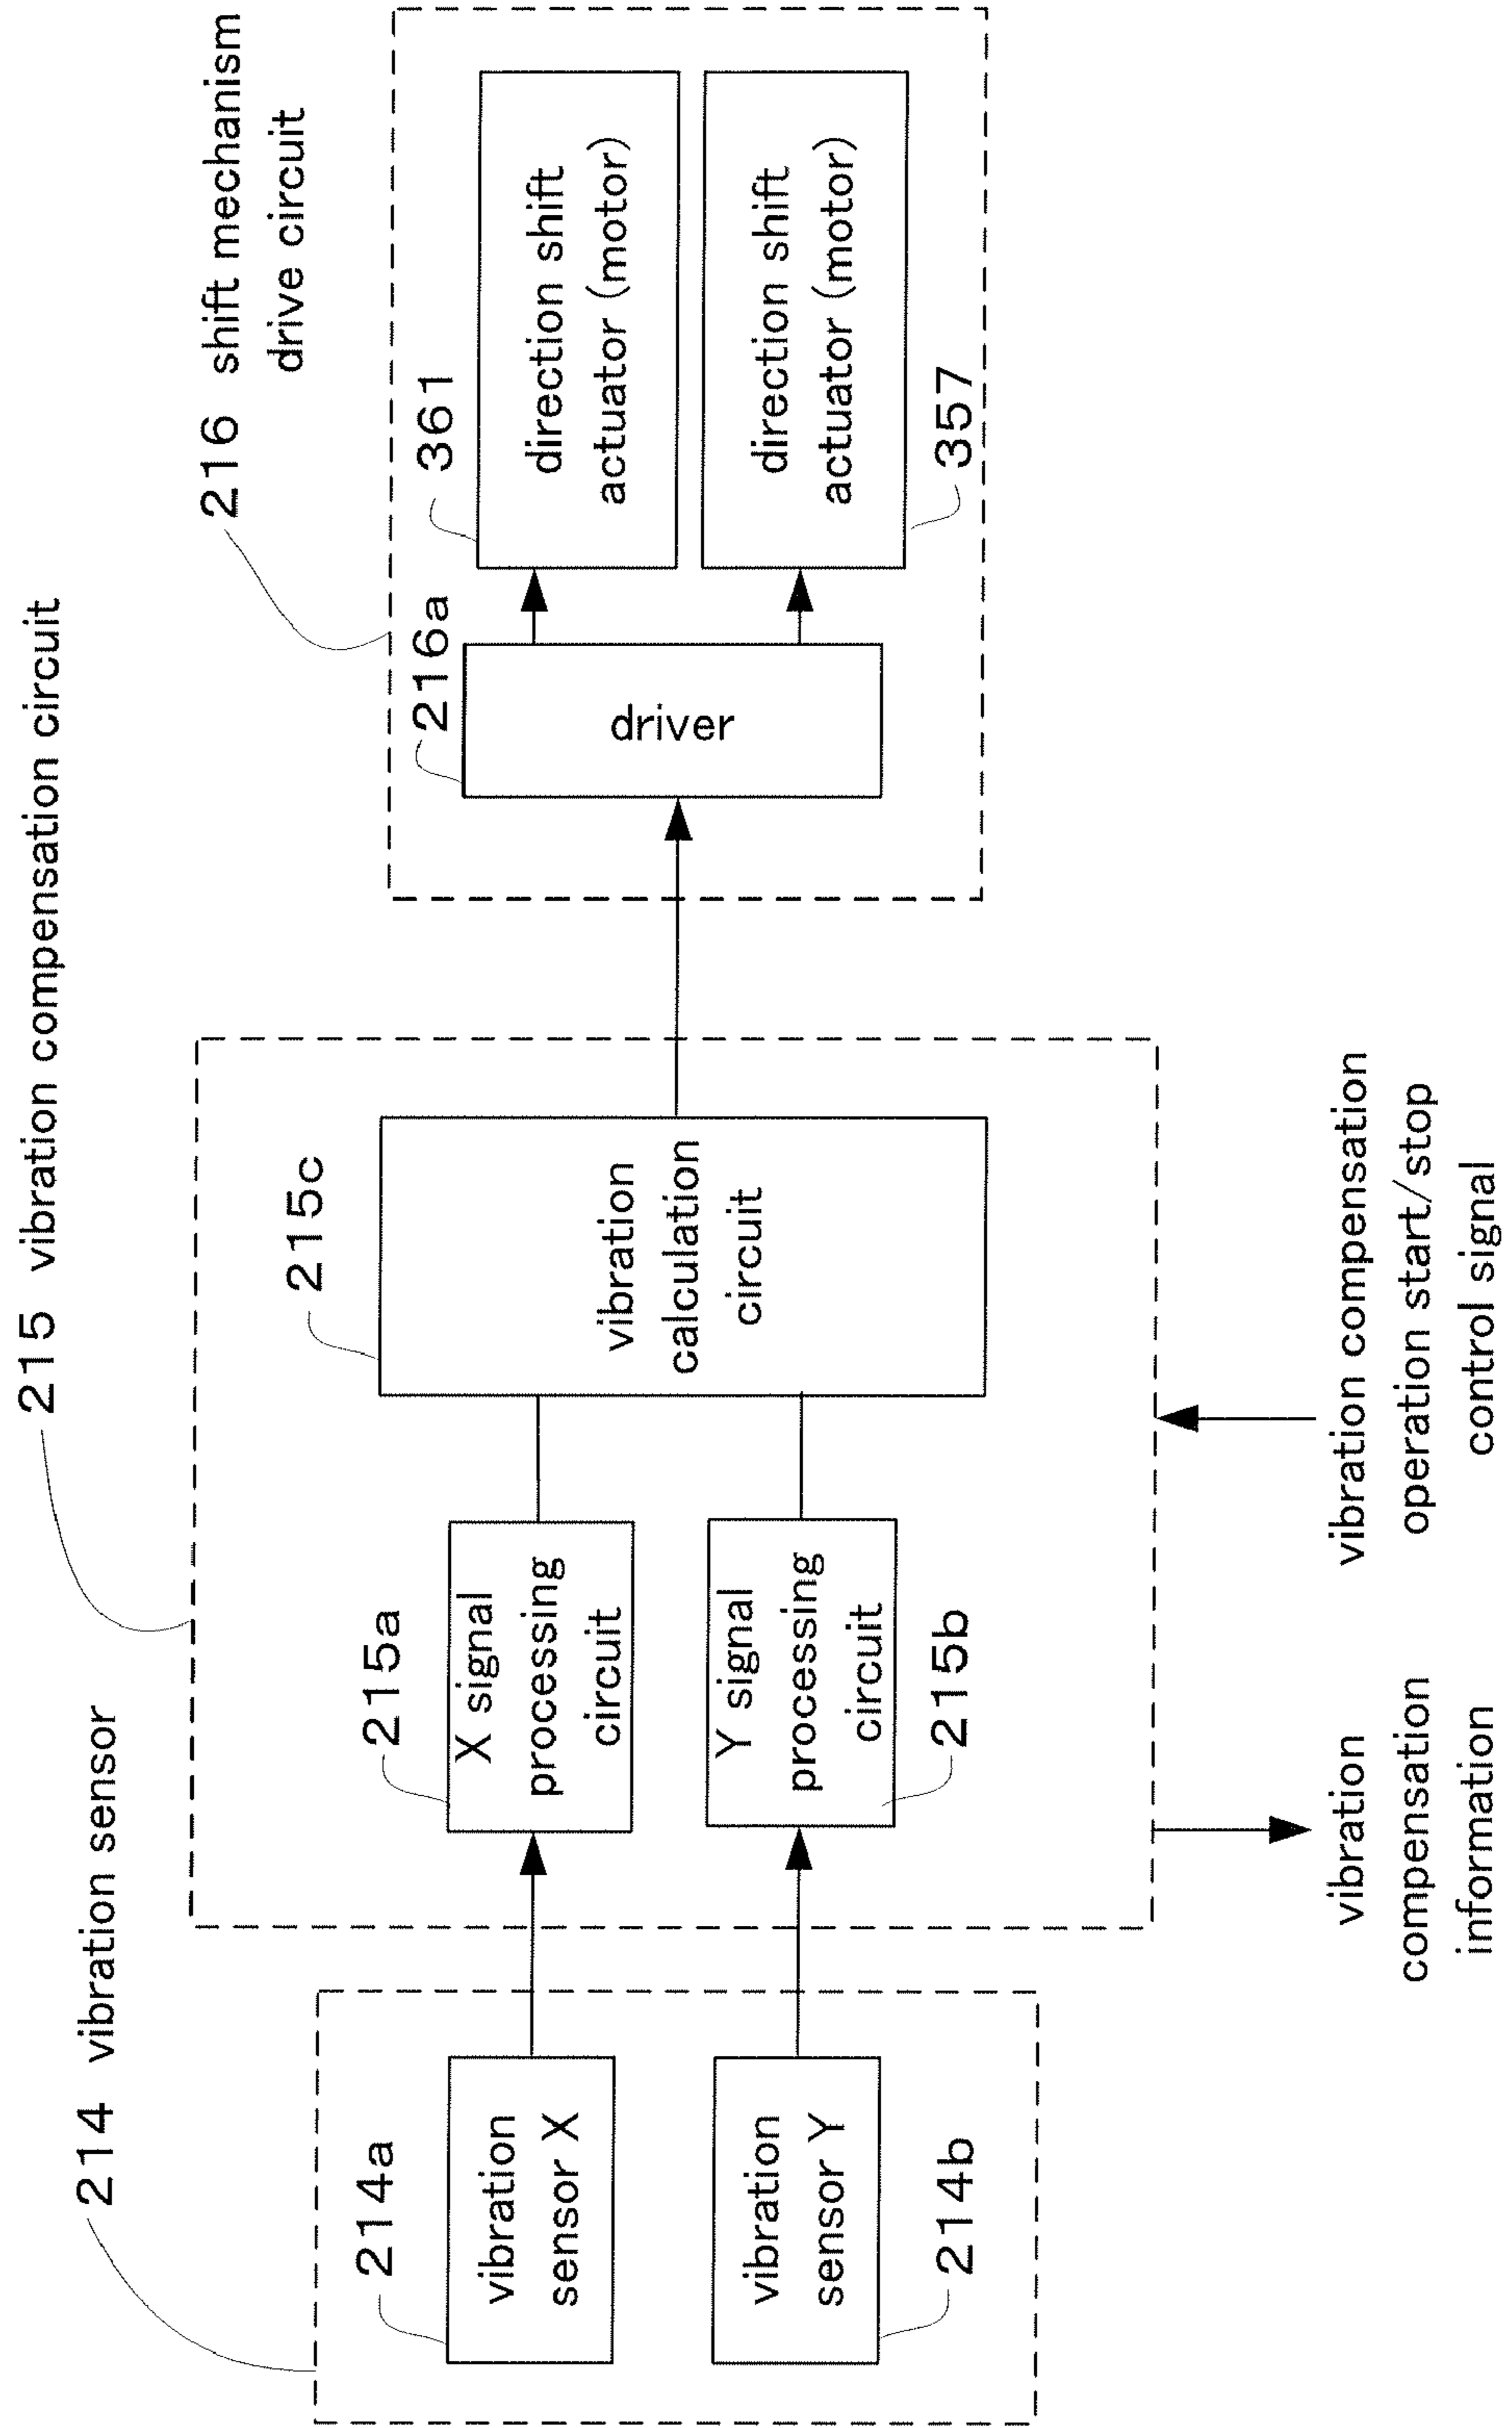 214 vibration sensor
214a
vibration
sensor X
vibration
sensor Y
214b
215 vibration compensation circuit
215a
X signal
processing
circuit
Y signal
processing
circuit
215b
215c
vibration
calculation
circuit
vibration
compensation
information
vibration compensation
operation start/stop
control signal
216 shift mechanism
drive circuit
216a
driver
361
direction shift
actuator (motor)
direction shift
actuator (motor)
357